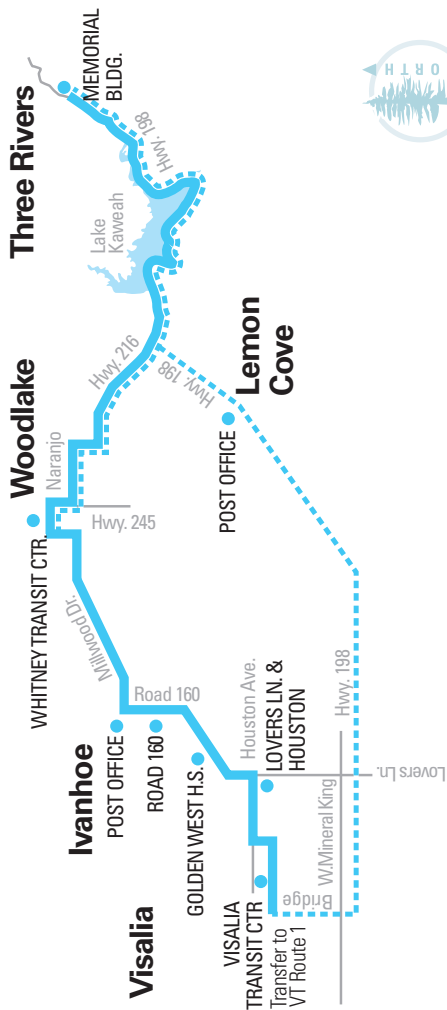 Three Rivers
MEMORIAL
BLDG.
Hwy. 198
Lake
Kaweah
Hwy. 216
Woodlake
Naranjo
WHITNEY TRANSIT CTR.
Hwy. 245
Hwy. 198
Lemon
Cove
POST OFFICE
Millwood Dr.
Ivanhoe
POST OFFICE
ROAD 160
Road 160
GOLDEN WEST H.S.
Houston Ave.
LOVERS LN. &
HOUSTON
Hwy. 198
Lovers Ln.
W.Mineral King
Visalia
VISALIA
TRANSIT CTR
Transfer to
VT Route 1
Bridge
ORTH